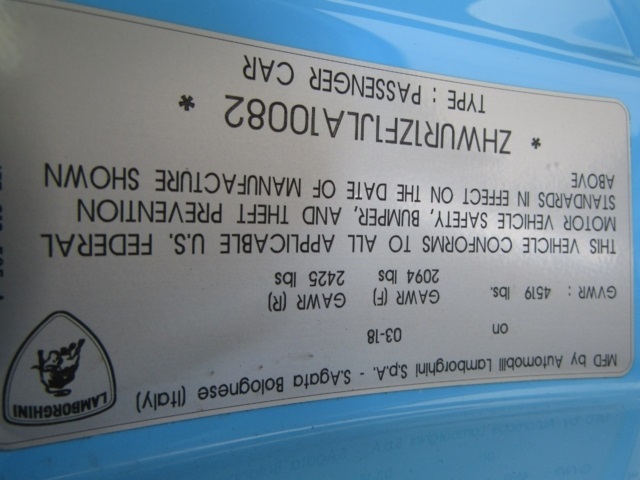 MFD by Automobili Lamborghini S.p.A. - S.Agata Bolognese (Italy)
on 03-18
GVWR : 4519 lbs. GAWR (F) GAWR (R)
2094 lbs 2425 lbs
THIS VEHICLE CONFORMS TO ALL APPLICABLE U.S. FEDERAL
MOTOR VEHICLE SAFETY, BUMPER, AND THEFT PREVENTION
STANDARDS IN EFFECT ON THE DATE OF MANUFACTURE SHOWN
ABOVE
* ZHWUR1ZF1JLA10082 *
TYPE : PASSENGER CAR
LAMBORGHINI